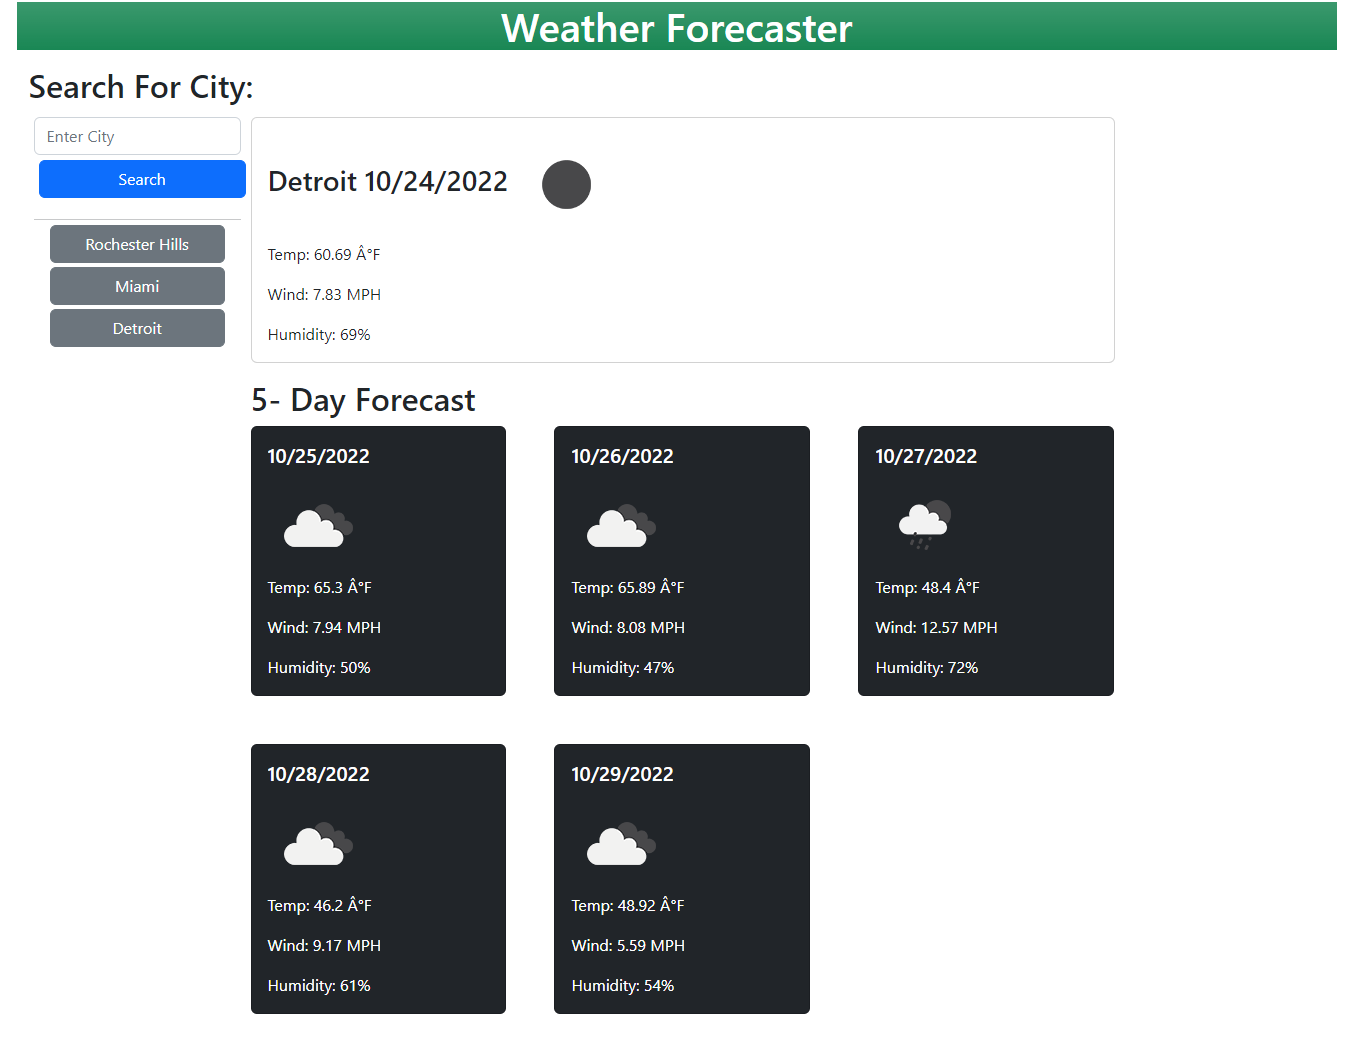 Weather Forecaster
Search For City:
Enter City
Search
Rochester Hills
Miami
Detroit
Detroit 10/24/2022
Temp: 60.69 Â°F
Wind: 7.83 MPH
Humidity: 69%
5- Day Forecast
10/25/2022
Temp: 65.3 Â°F
Wind: 7.94 MPH
Humidity: 50%
10/26/2022
Temp: 65.89 Â°F
Wind: 8.08 MPH
Humidity: 47%
10/27/2022
Temp: 48.4 Â°F
Wind: 12.57 MPH
Humidity: 72%
10/28/2022
Temp: 46.2 Â°F
Wind: 9.17 MPH
Humidity: 61%
10/29/2022
Temp: 48.92 Â°F
Wind: 5.59 MPH
Humidity: 54%